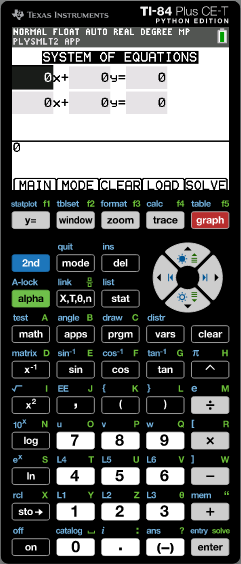 TEXAS INSTRUMENTS TI-84 Plus CE-T
PYTHON EDITION
NORMAL FLOAT AUTO REAL DEGREE MP
PLYSMLT2 APP
SYSTEM OF EQUATIONS
0x+ 0y= 0
0x+ 0y= 0
0
MAIN MODE CLEAR LOAD SOLVE
statplot f1 tblset f2 format f3 calc f4 table f5
y= window zoom trace graph
quit ins
2nd mode del
A-lock link list
alpha X,T,θ,n stat
test A angle B draw C distr
math apps prgm vars clear
matrix D sin⁻¹ E cos⁻¹ F tan⁻¹ G π H
x⁻¹ sin cos tan ^
√ I EE J { K } L e M
x² , ( ) ÷
10ˣ N u O v P w Q [ R
log 7 8 9 ×
eˣ S L4 T L5 U L6 V ] W
ln 4 5 6 −
rcl X L1 Y L2 Z L3 θ mem "
sto→ 1 2 3 +
off catalog ⎵ i : ans ? entry solve
on 0 . (−) enter